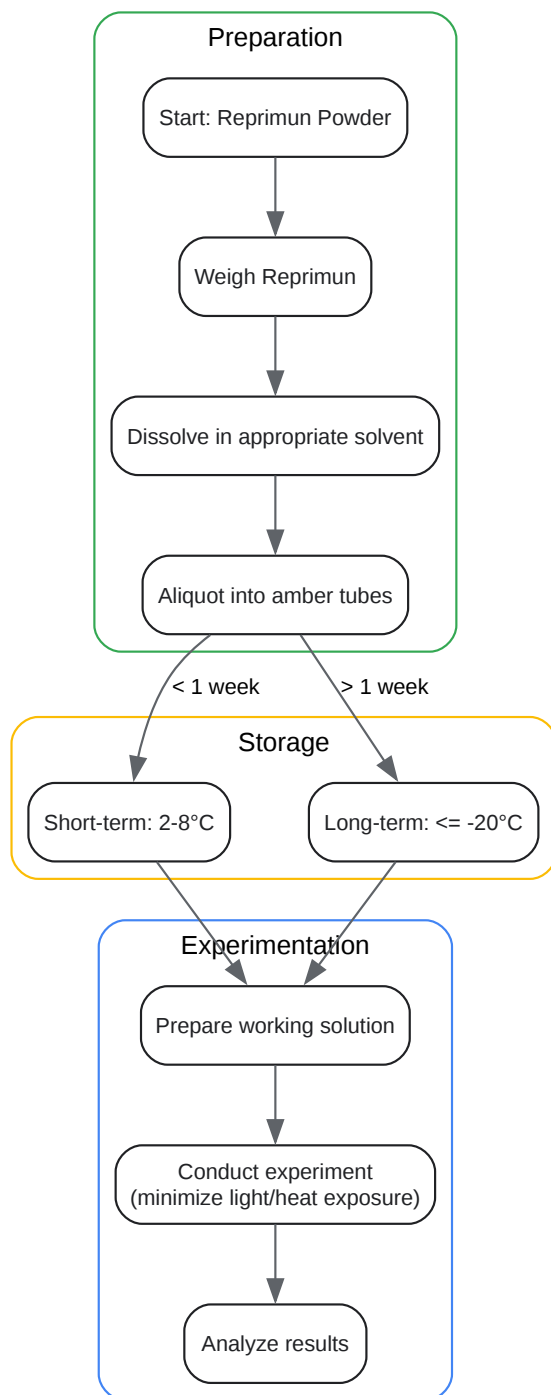 Preparation
Start: Reprimun Powder
Weigh Reprimun
Dissolve in appropriate solvent
Aliquot into amber tubes
< 1 week
> 1 week
Storage
Short-term: 2-8°C
Long-term: <= -20°C
Experimentation
Prepare working solution
Conduct experiment
(minimize light/heat exposure)
Analyze results